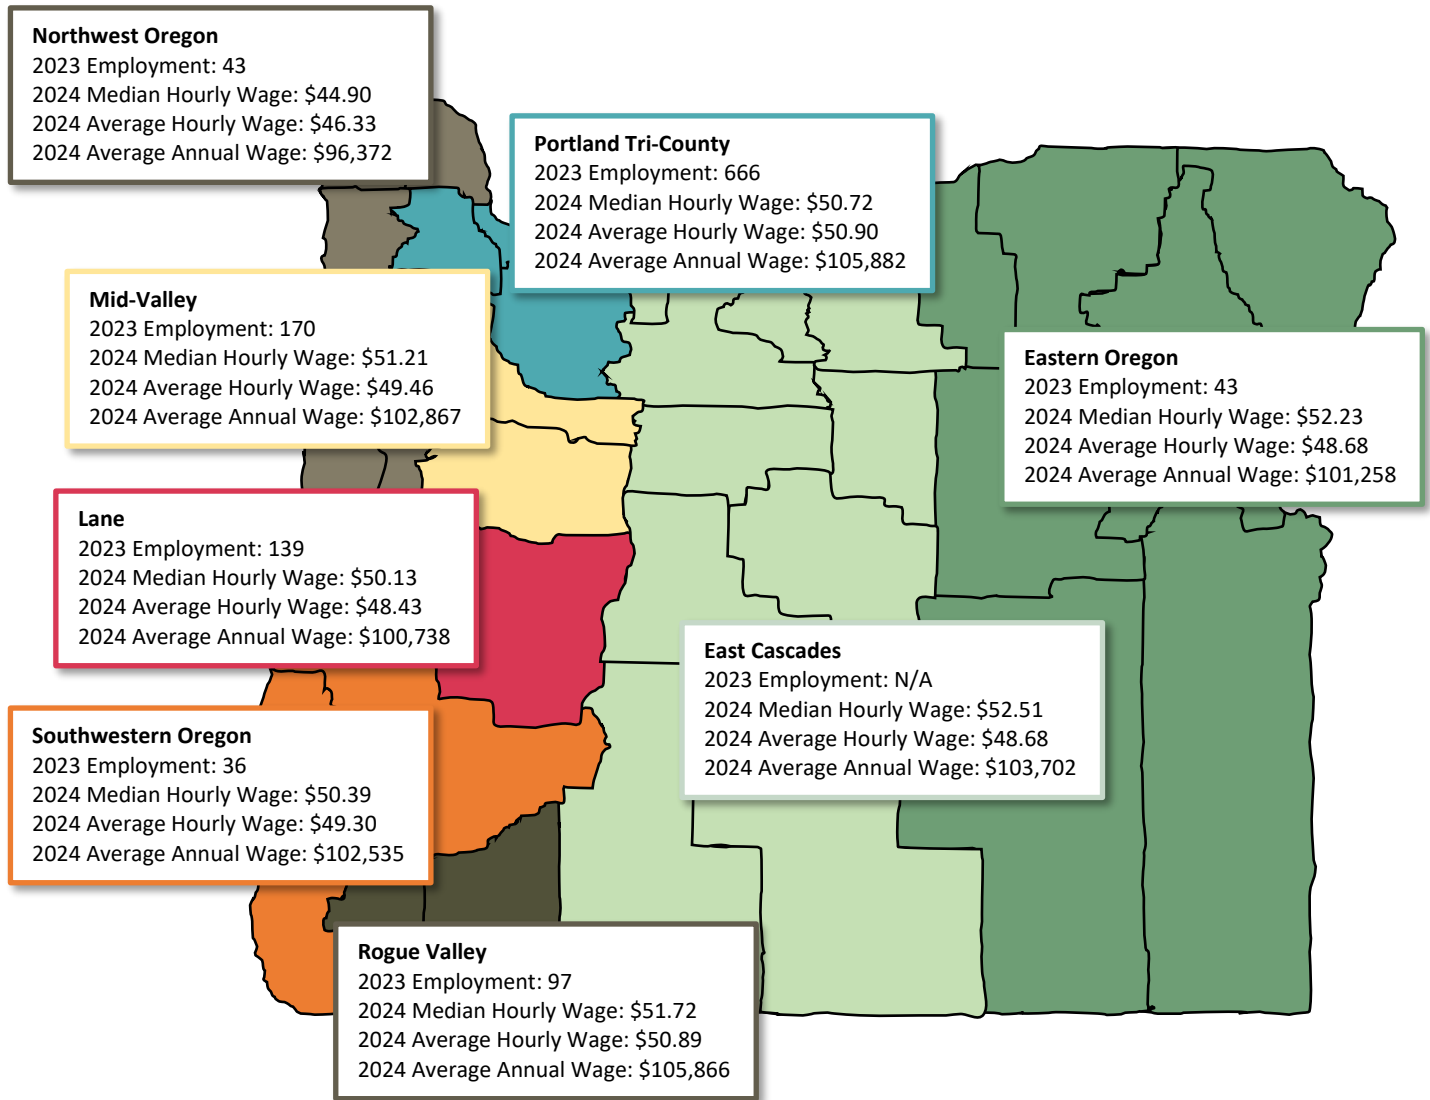 Northwest Oregon
2023 Employment: 43
2024 Median Hourly Wage: $44.90
2024 Average Hourly Wage: $46.33
2024 Average Annual Wage: $96,372
Portland Tri-County
2023 Employment: 666
2024 Median Hourly Wage: $50.72
2024 Average Hourly Wage: $50.90
2024 Average Annual Wage: $105,882
Mid-Valley
2023 Employment: 170
2024 Median Hourly Wage: $51.21
2024 Average Hourly Wage: $49.46
2024 Average Annual Wage: $102,867
Eastern Oregon
2023 Employment: 43
2024 Median Hourly Wage: $52.23
2024 Average Hourly Wage: $48.68
2024 Average Annual Wage: $101,258
Lane
2023 Employment: 139
2024 Median Hourly Wage: $50.13
2024 Average Hourly Wage: $48.43
2024 Average Annual Wage: $100,738
East Cascades
2023 Employment: N/A
2024 Median Hourly Wage: $52.51
2024 Average Hourly Wage: $48.68
2024 Average Annual Wage: $103,702
Southwestern Oregon
2023 Employment: 36
2024 Median Hourly Wage: $50.39
2024 Average Hourly Wage: $49.30
2024 Average Annual Wage: $102,535
Rogue Valley
2023 Employment: 97
2024 Median Hourly Wage: $51.72
2024 Average Hourly Wage: $50.89
2024 Average Annual Wage: $105,866